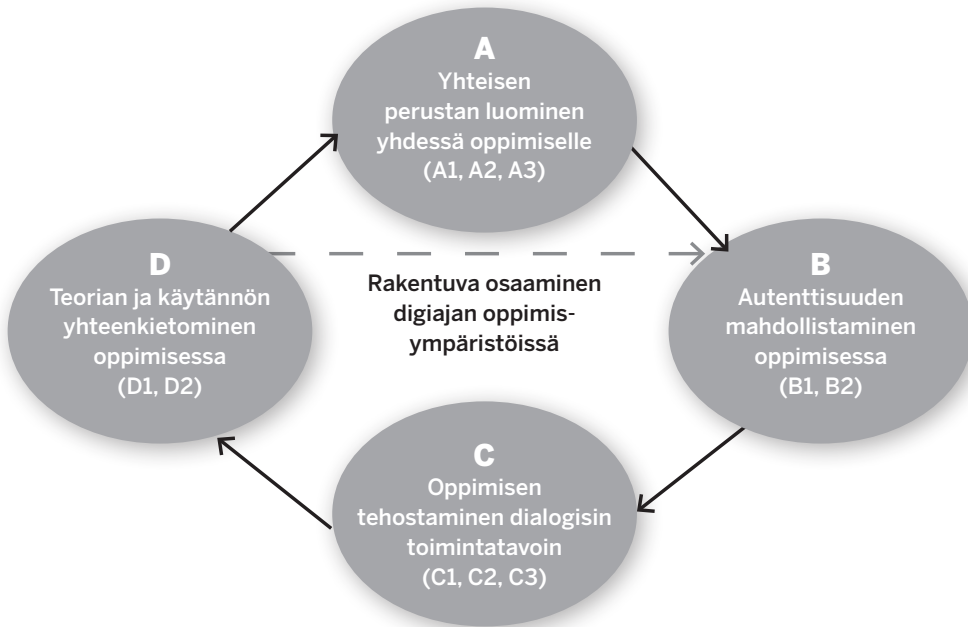 A
Yhteisen
perustan luominen
yhdessä oppimiselle
(A1, A2, A3)
B
Autenttisuuden
mahdollistaminen
oppimisessa
(B1, B2)
C
Oppimisen
tehostaminen dialogisin
toimintatavoin
(C1, C2, C3)
D
Teorian ja käytännön
yhteenkietominen
oppimisessa
(D1, D2)
Rakentuva osaaminen
digiajan oppimis-
ympäristöissä